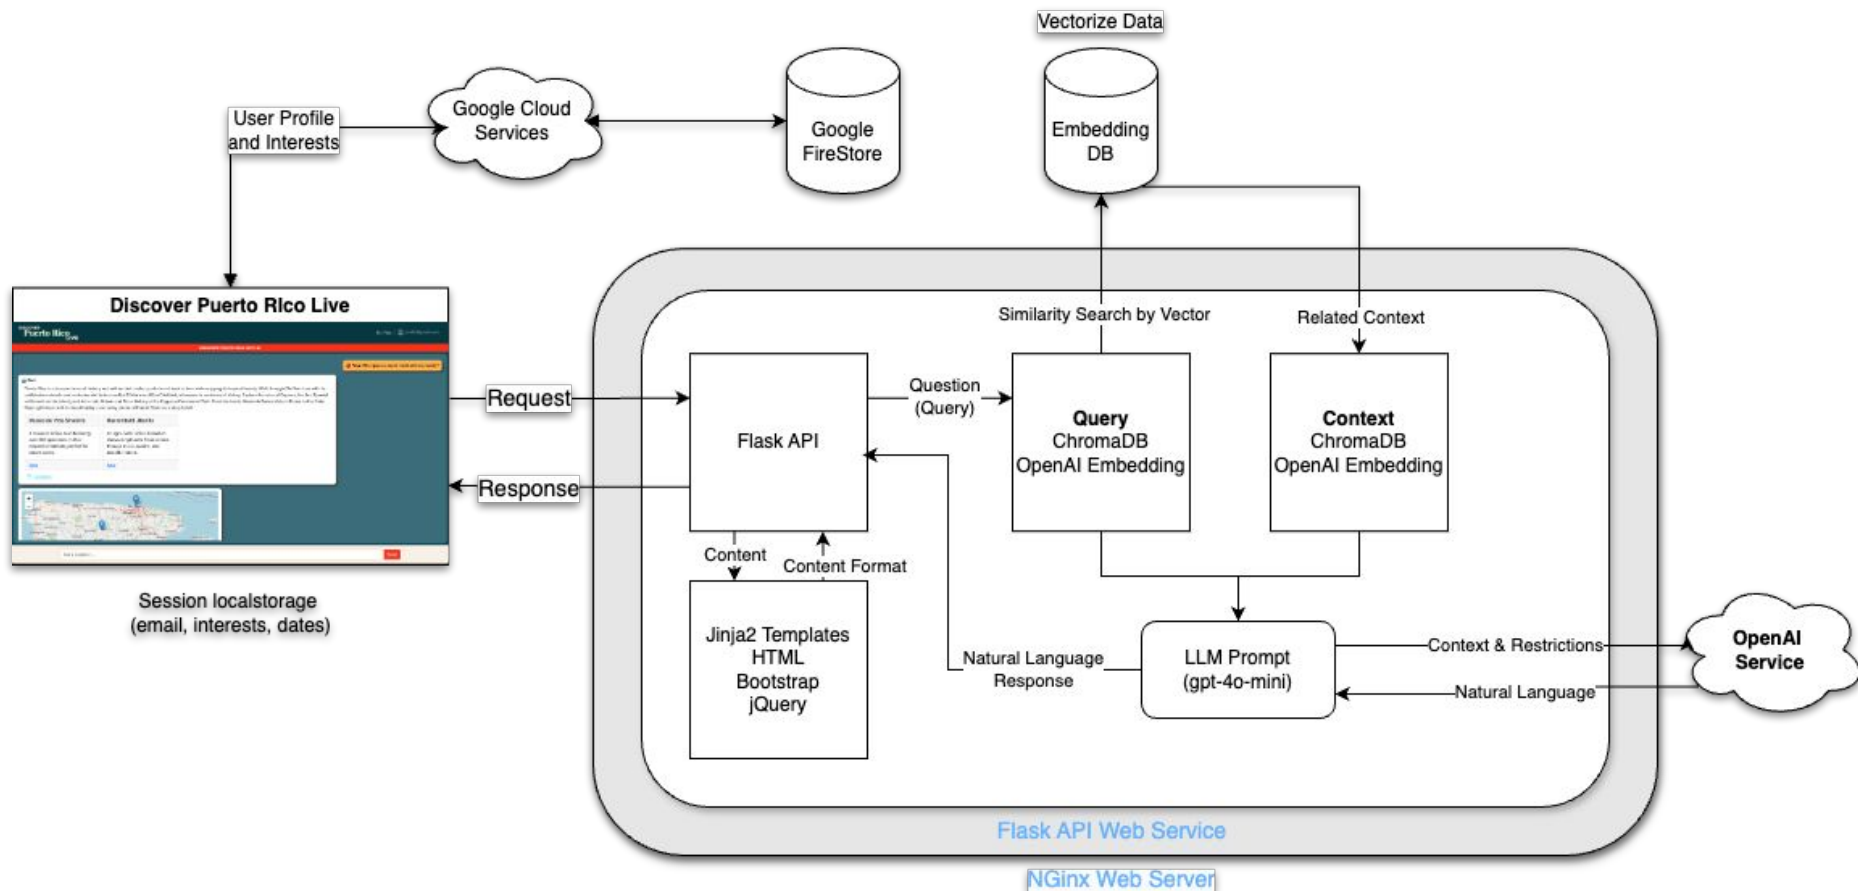 Vectorize Data
User Profile
and Interests
Google Cloud
Services
Google
FireStore
Embedding
DB
Discover Puerto RIco Live
Puerto Rico
Session localstorage
(email, interests, dates)
Request
Response
Flask API
Question
(Query)
Similarity Search by Vector
Related Context
Query
ChromaDB
OpenAI Embedding
Context
ChromaDB
OpenAI Embedding
Content
Content Format
Jinja2 Templates
HTML
Bootstrap
jQuery
Natural Language
Response
LLM Prompt
(gpt-4o-mini)
Context & Restrictions
Natural Language
OpenAI
Service
Flask API Web Service
NGinx Web Server